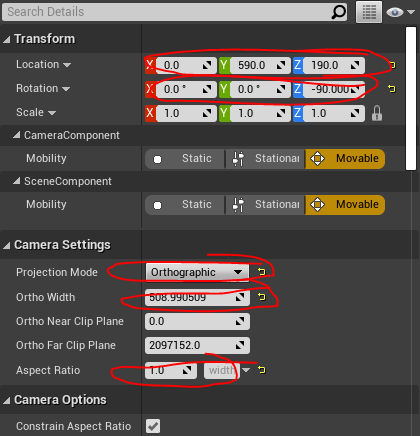 Search Details
Transform
Location X 0.0 Y 590.0 Z 190.0
Rotation X 0.0 ° Y 0.0 ° Z -90.000
Scale X 1.0 Y 1.0 Z 1.0
CameraComponent
Mobility Static Stationar Movable
SceneComponent
Mobility Static Stationar Movable
Camera Settings
Projection Mode Orthographic
Ortho Width 508.990509
Ortho Near Clip Plane 0.0
Ortho Far Clip Plane 2097152.0
Aspect Ratio 1.0 width
Camera Options
Constrain Aspect Ratio